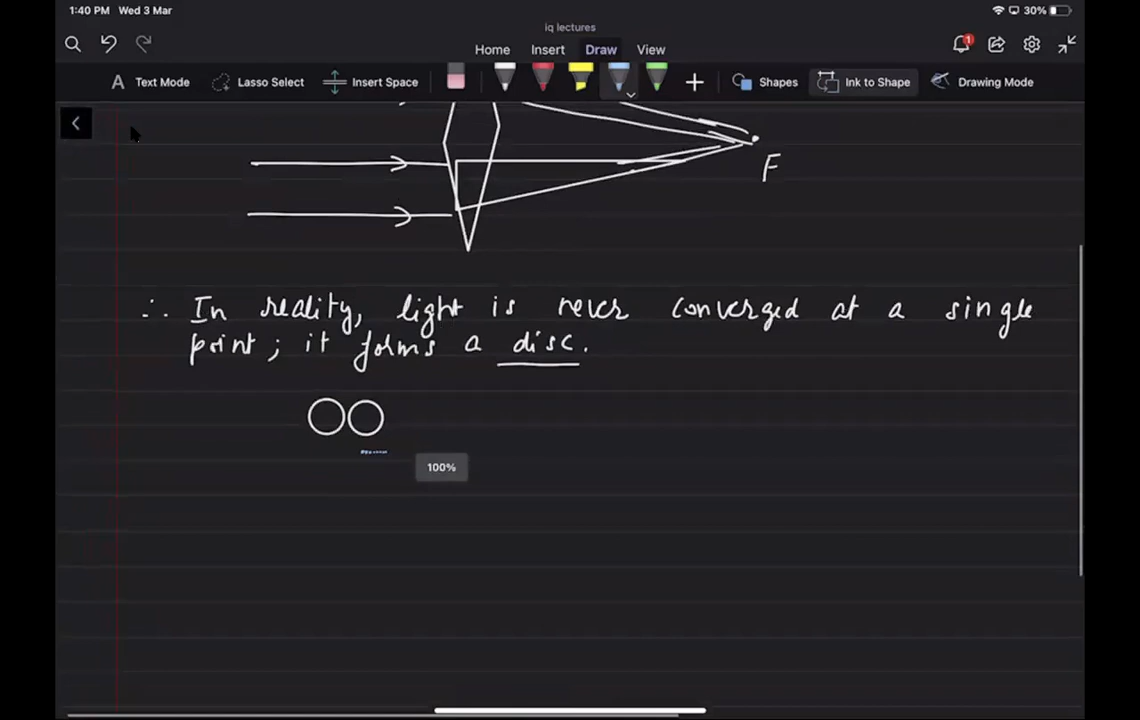 1:40 PM Wed 3 Mar
30%
iq lectures
Home Insert Draw View
1
Text Mode Lasso Select Insert Space Shapes Ink to Shape Drawing Mode
F
∴ In reality, light is never converged at a single
point; it forms a disc.
100%